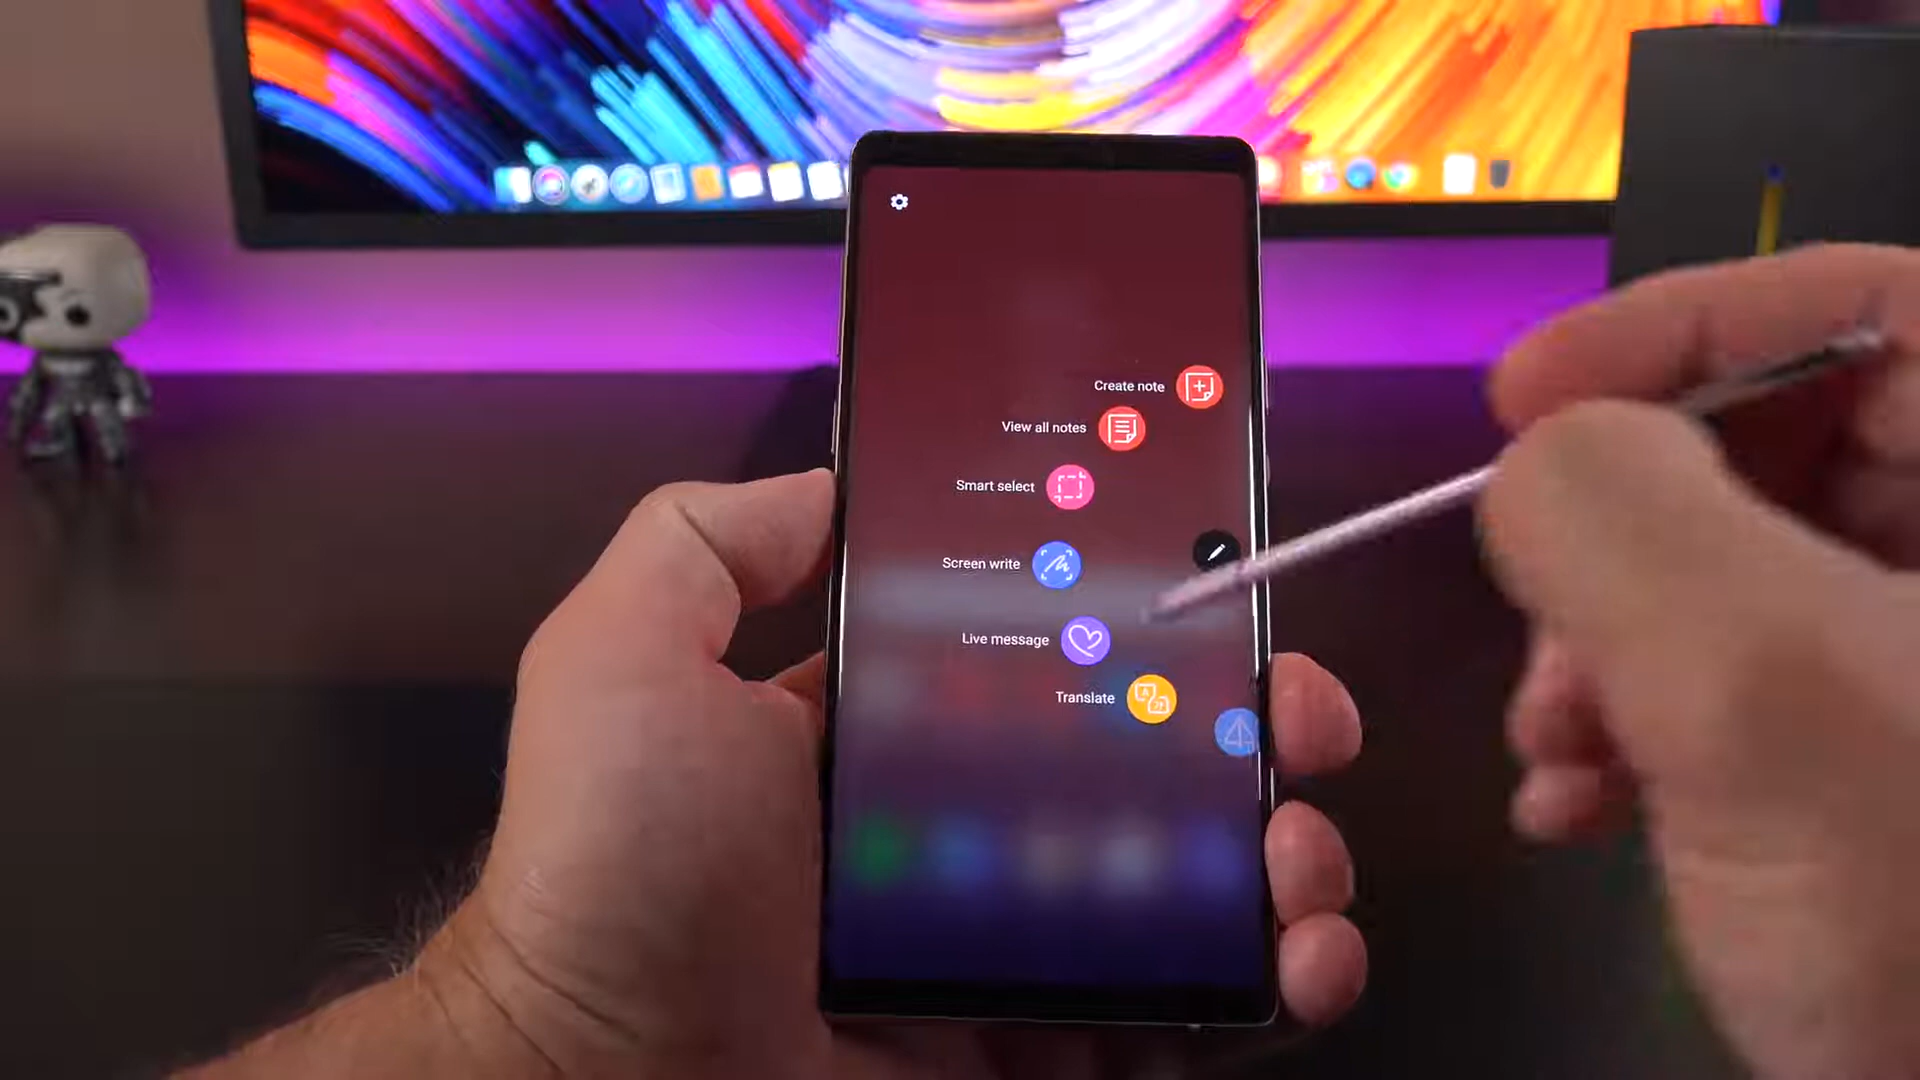 Create note
View all notes
Smart select
Screen write
Live message
Translate